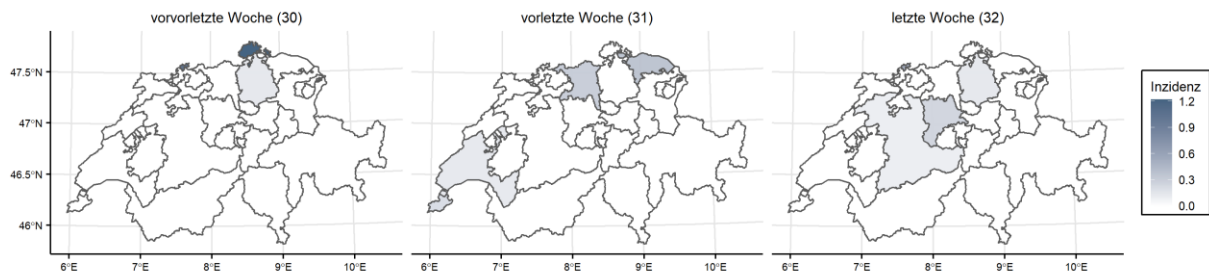 vorvorletzte Woche (30) vorletzte Woche (31) letzte Woche (32)
47.5°N
47°N
46.5°N
46°N
Inzidenz
1.2
0.9
0.6
0.3
0.0
6°E 7°E 8°E 9°E 10°E 6°E 7°E 8°E 9°E 10°E 6°E 7°E 8°E 9°E 10°E